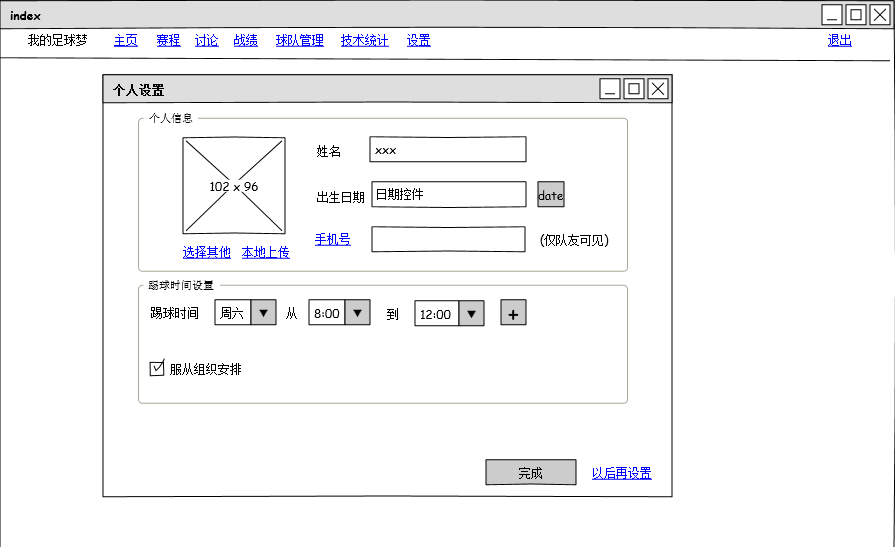 index
我的足球梦 主页 赛程 讨论 战绩 球队管理 技术统计 设置 退出
个人设置
个人信息
102 x 96
选择其他 本地上传
姓名 xxx
出生日期 日期控件 date
手机号 (仅队友可见)
踢球时间设置
踢球时间 周六 从 8:00 到 12:00 +
服从组织安排
完成 以后再设置